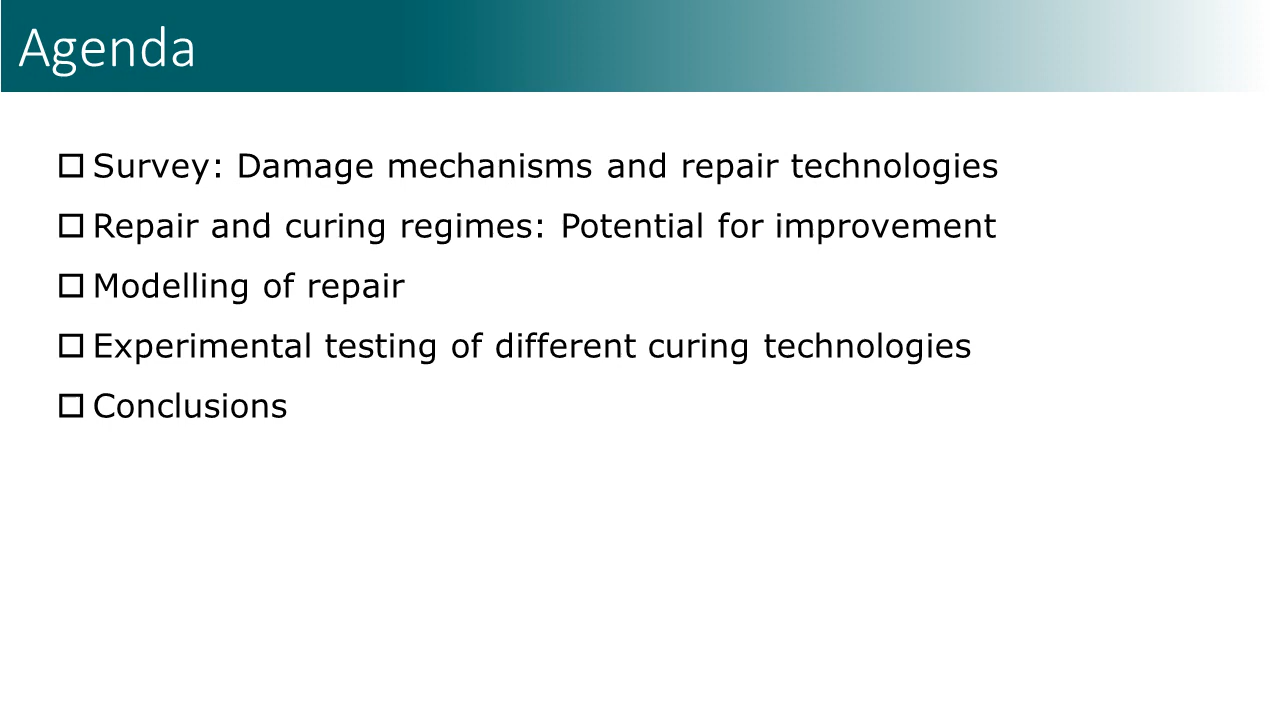 Agenda
Survey: Damage mechanisms and repair technologies
Repair and curing regimes: Potential for improvement
Modelling of repair
Experimental testing of different curing technologies
Conclusions